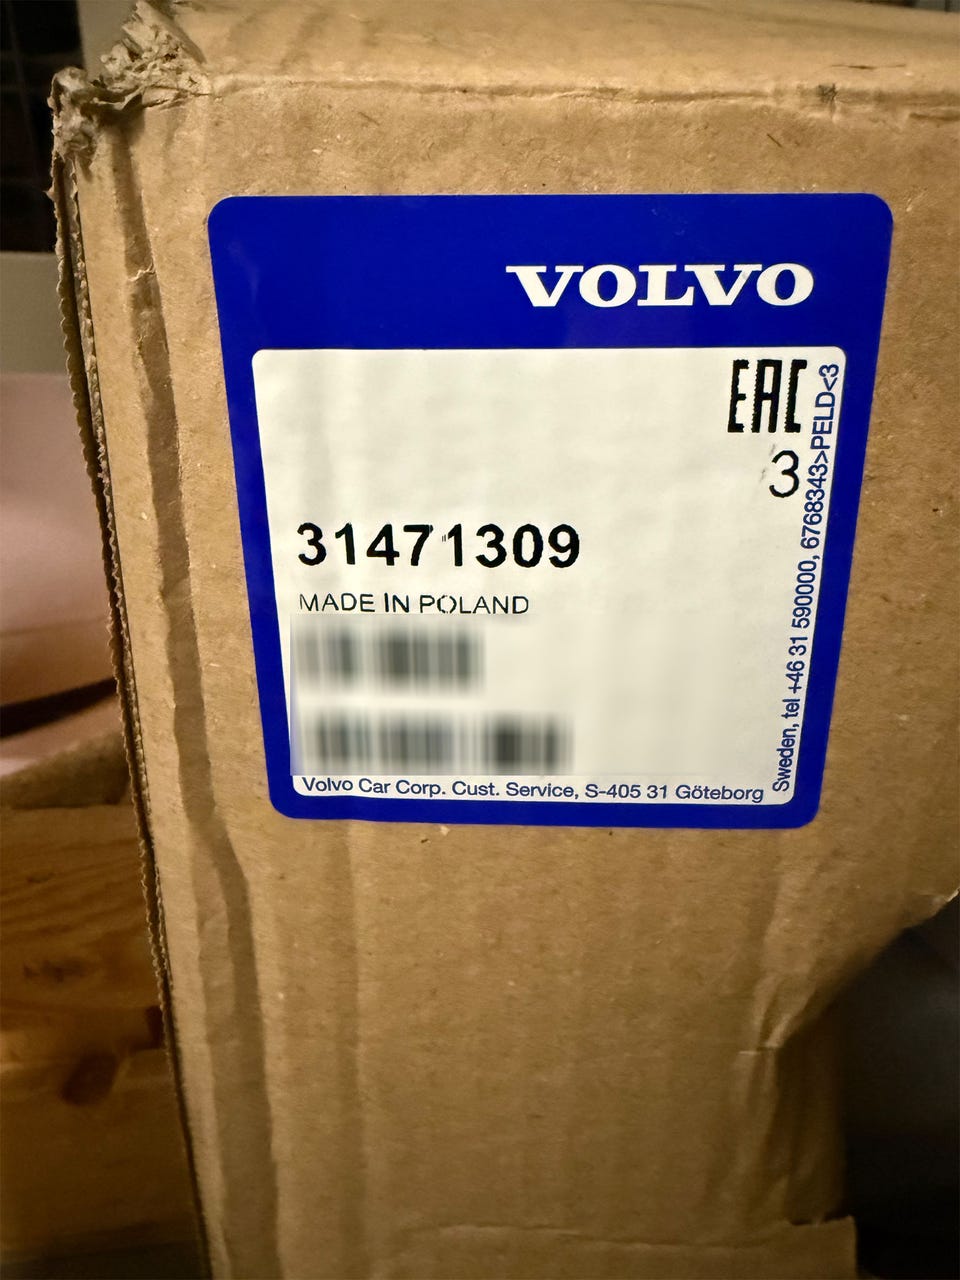 VOLVO
EAC
3
31471309
MADE IN POLAND
Volvo Car Corp. Cust. Service, S-405 31 Göteborg
Sweden, tel +46 31 590000, 6768343>PELD<3